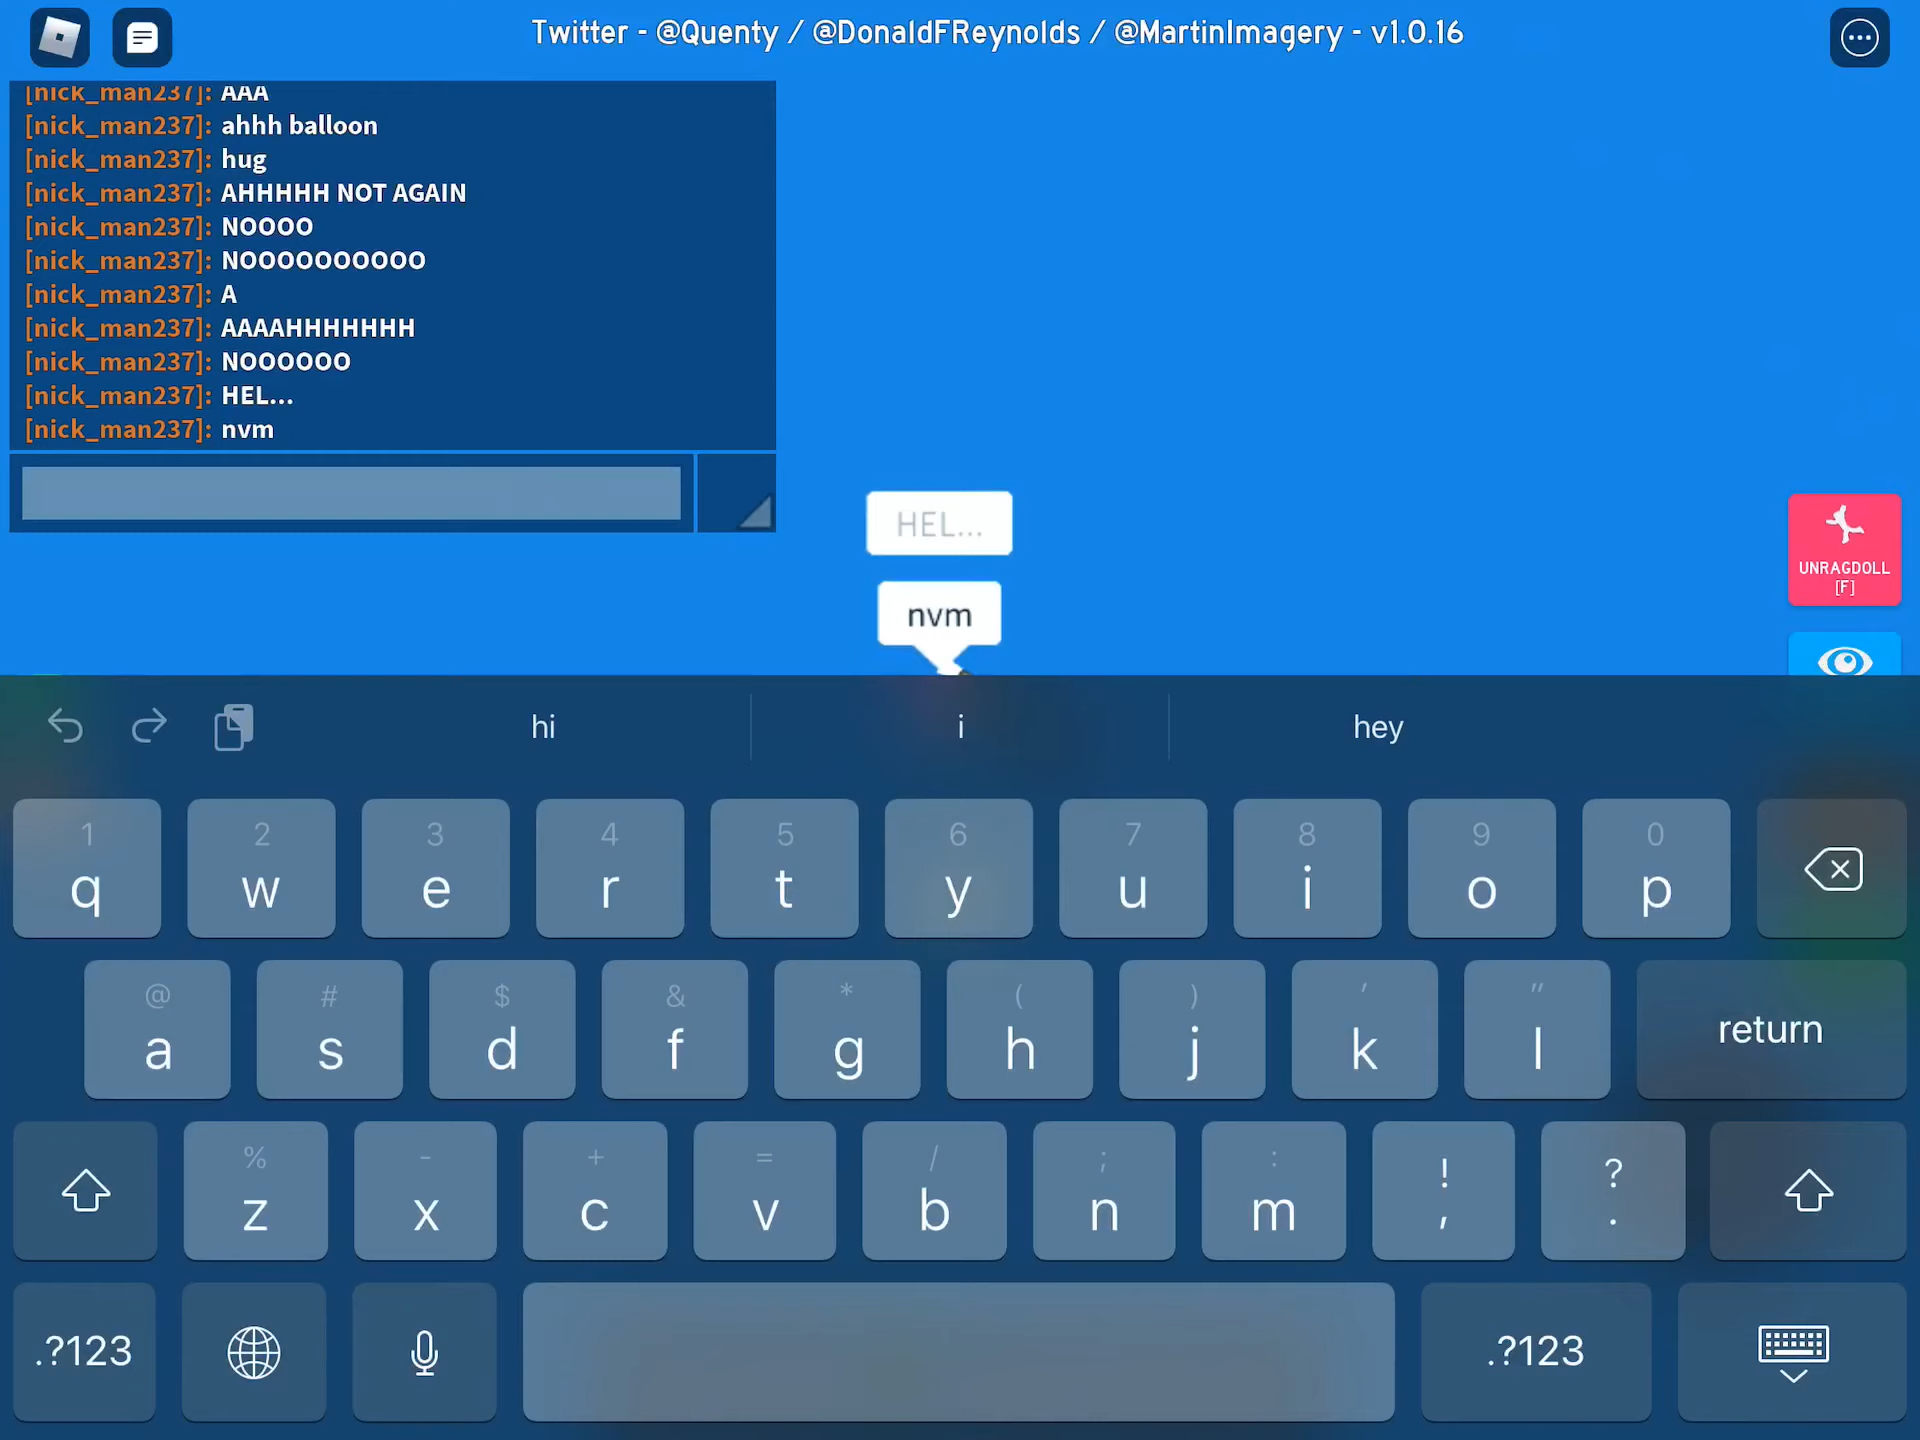 Twitter - @Quenty / @DonaldFReynolds / @MartinImagery - v1.0.16
[nick_man237]: AAA
[nick_man237]: ahhh balloon
[nick_man237]: hug
[nick_man237]: AHHHHH NOT AGAIN
[nick_man237]: NOOOO
[nick_man237]: NOOOOOOOOOO
[nick_man237]: A
[nick_man237]: AAAAHHHHHHH
[nick_man237]: NOOOOOO
[nick_man237]: HEL...
[nick_man237]: nvm
HEL...
nvm
UNRAGDOLL
[F]
hi i hey
1 2 3 4 5 6 7 8 9 0
q w e r t y u i o p
@ # $ & * ( ) ' "
a s d f g h j k l return
% - + = / ; : ! ?
z x c v b n m , .
.?123 .?123